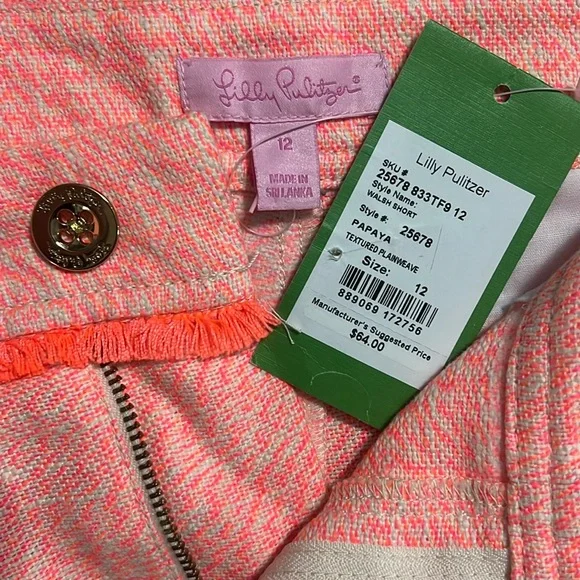 Lilly Pulitzer®
12
MADE IN
SRI LANKA
Lilly Pulitzer
SKU #:
25678 833TF9 12
Style Name:
WALSH SHORT
Style #: 25678
PAPAYA
TEXTURED PLAINWEAVE
Size: 12
889069 172756
Manufacturer's Suggested Price
$64.00